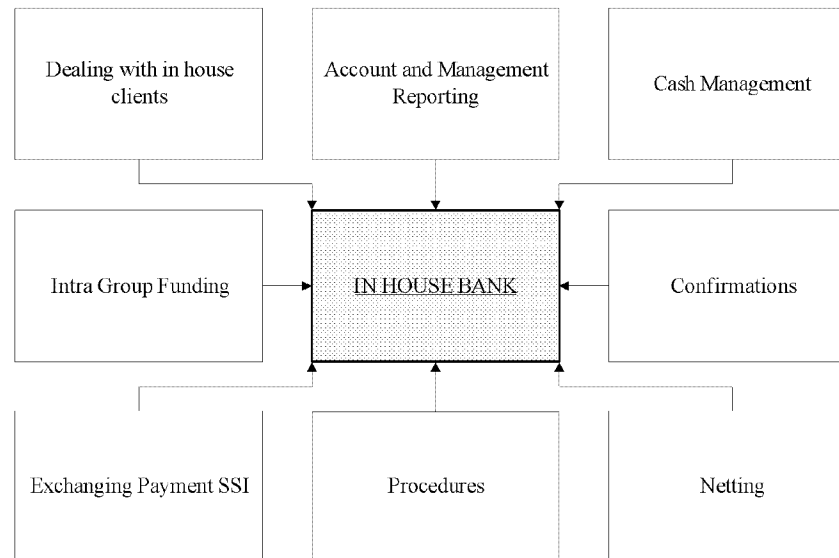 Dealing with in house
clients
Account and Management
Reporting
Cash Management
Intra Group Funding
IN HOUSE BANK
Confirmations
Exchanging Payment SSI
Procedures
Netting